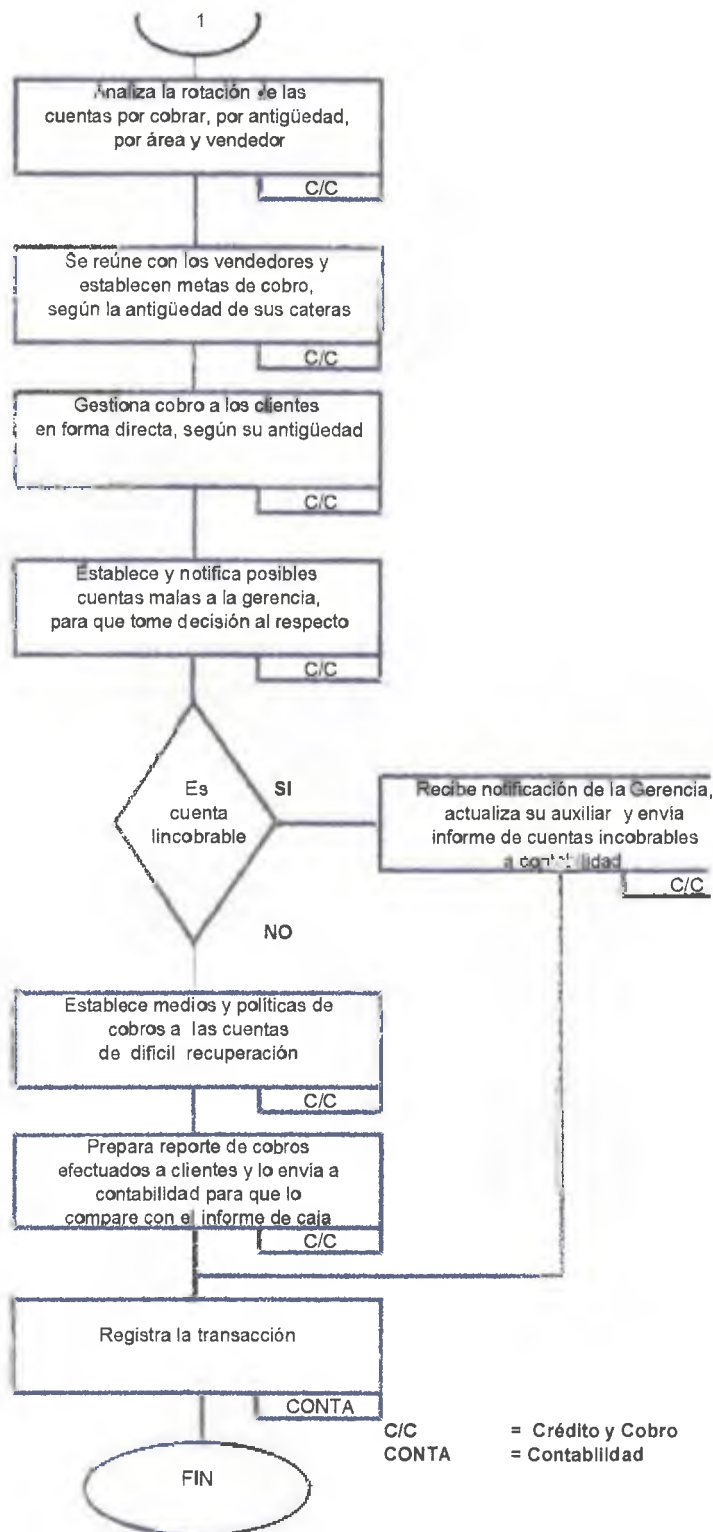 1
Analiza la rotación de las
cuentas por cobrar, por antigüedad,
por área y vendedor
C/C
Se reúne con los vendedores y
establecen metas de cobro,
según la antigüedad de sus cateras
C/C
Gestiona cobro a los clientes
en forma directa, según su antigüedad
C/C
Establece y notifica posibles
cuentas malas a la gerencia,
para que tome decisión al respecto
C/C
Es
cuenta
Iincobrable
SI
Recibe notificación de la Gerencia,
actualiza su auxiliar y envía
informe de cuentas incobrables
a contabilidad
C/C
NO
Establece medios y políticas de
cobros a las cuentas
de dificil recuperación
C/C
Prepara reporte de cobros
efectuados a clientes y lo envia a
contabilidad para que lo
compare con el informe de caja
C/C
Registra la transacción
CONTA
C/C = Crédito y Cobro
CONTA = Contabilidad
FIN